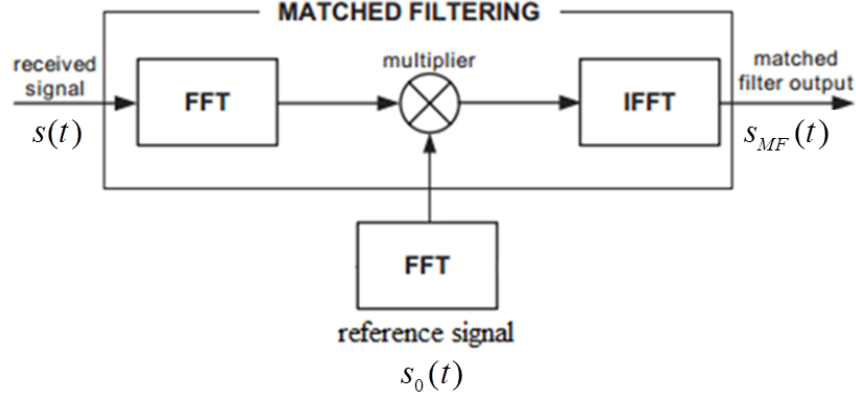 MATCHED FILTERING
received
signal
s(t)
FFT
multiplier
IFFT
matched
filter output
s_MF(t)
FFT
reference signal
s_0(t)